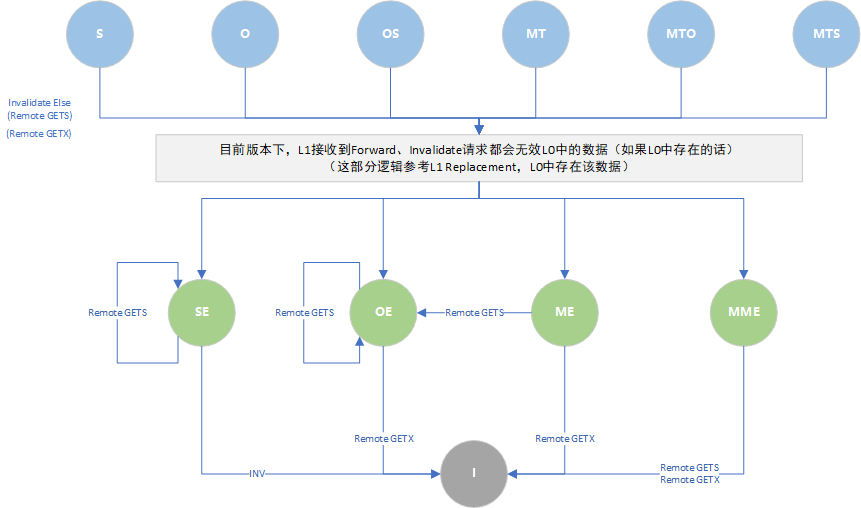 S
O
OS
MT
MTO
MTS
Invalidate Else
(Remote GETS)
(Remote GETX)
目前版本下，L1接收到Forward、Invalidate请求都会无效L0中的数据（如果L0中存在的话）
（这部分逻辑参考L1 Replacement，L0中存在该数据）
Remote GETS
SE
Remote GETS
OE
Remote GETS
ME
MME
Remote GETX
Remote GETX
INV
I
Remote GETS
Remote GETX